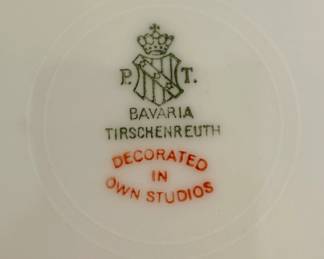 P. T.
BAVARIA
TIRSCHENREUTH
DECORATED
IN
OWN STUDIOS